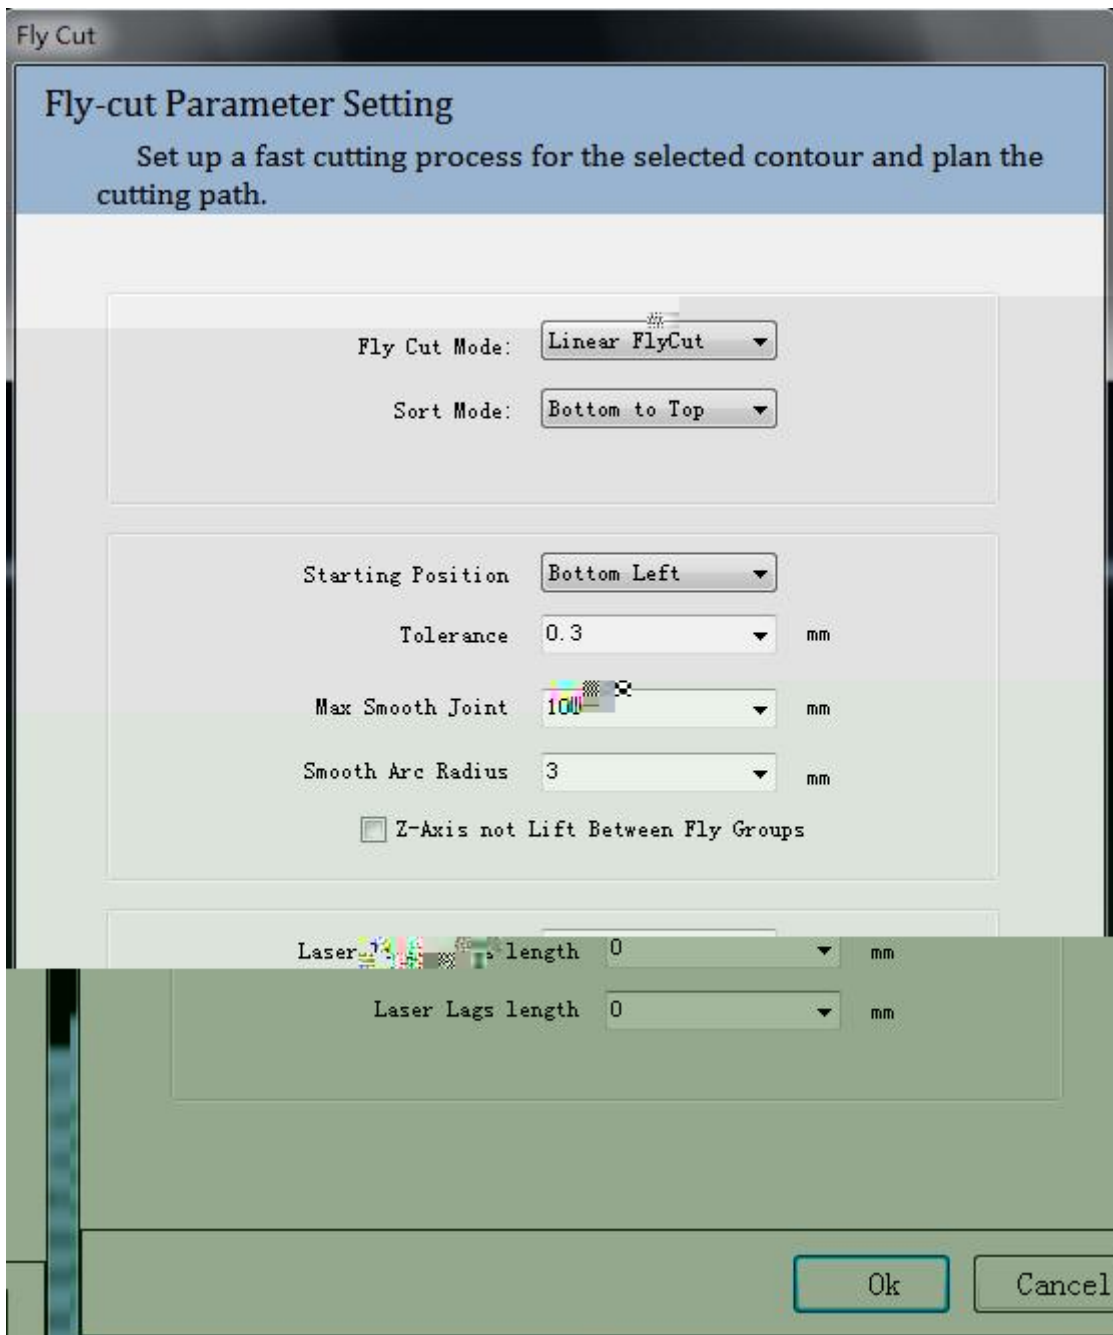 Fly Cut
Fly-cut Parameter Setting
Set up a fast cutting process for the selected contour and plan the
cutting path.
Fly Cut Mode: Linear FlyCut
Sort Mode: Bottom to Top
Starting Position Bottom Left
Tolerance 0.3 mm
Max Smooth Joint mm
Smooth Arc Radius 3 mm
Z-Axis not Lift Between Fly Groups
Laser length 0 mm
Laser Lags length 0 mm
Ok Cancel